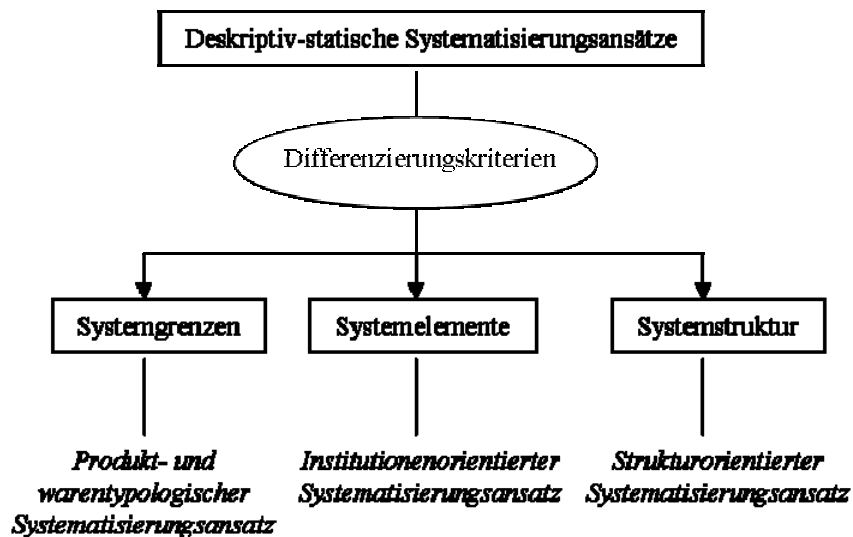 Deskriptiv-statische Systematisierungsansätze
Differenzierungskriterien
Systemgrenzen
Systemelemente
Systemstruktur
Produkt- und
warentypologischer
Systematisierungsansatz
Institutionenorientierter
Systematisierungsansatz
Strukturorientierter
Systematisierungsansatz